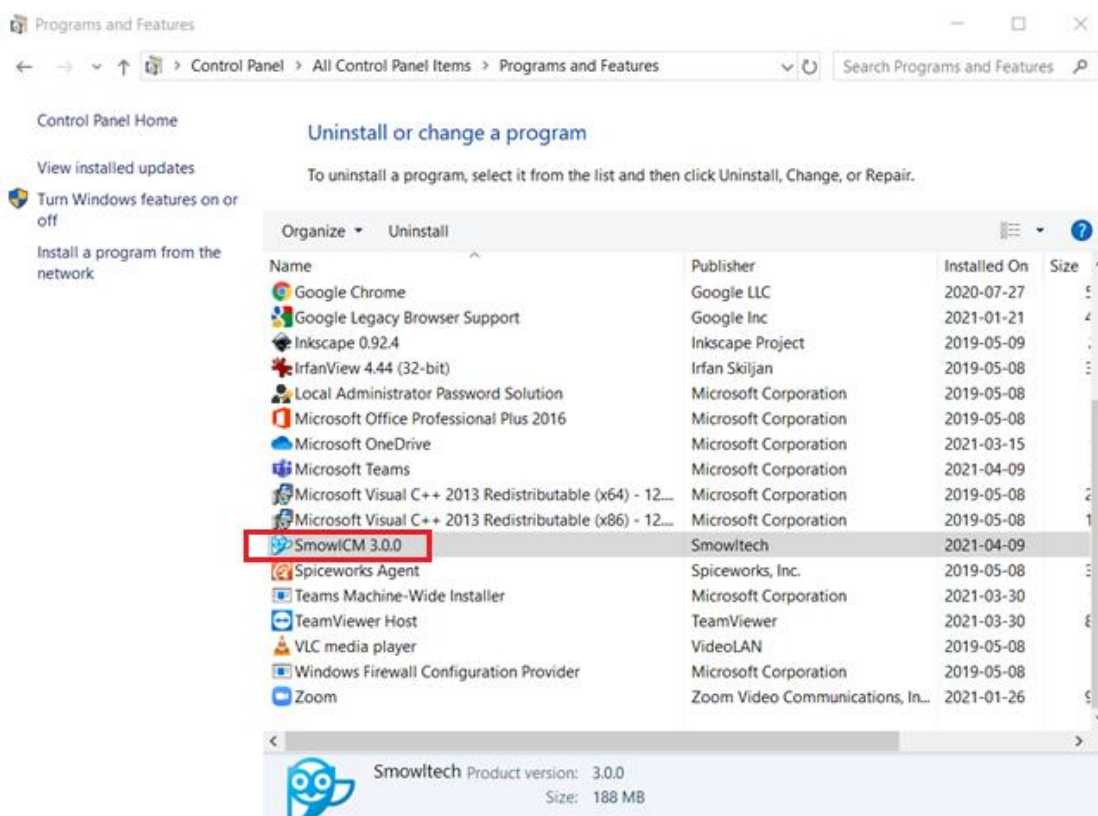 Programs and Features
Control Panel > All Control Panel Items > Programs and Features
Search Programs and Features
Control Panel Home
View installed updates
Turn Windows features on or
off
Install a program from the
network
Uninstall or change a program
To uninstall a program, select it from the list and then click Uninstall, Change, or Repair.
Organize Uninstall
Name Publisher Installed On Size
Google Chrome Google LLC 2020-07-27
Google Legacy Browser Support Google Inc 2021-01-21
Inkscape 0.92.4 Inkscape Project 2019-05-09
IrfanView 4.44 (32-bit) Irfan Skiljan 2019-05-08
Local Administrator Password Solution Microsoft Corporation 2019-05-08
Microsoft Office Professional Plus 2016 Microsoft Corporation 2019-05-08
Microsoft OneDrive Microsoft Corporation 2021-03-15
Microsoft Teams Microsoft Corporation 2021-04-09
Microsoft Visual C++ 2013 Redistributable (x64) - 12.... Microsoft Corporation 2019-05-08
Microsoft Visual C++ 2013 Redistributable (x86) - 12.... Microsoft Corporation 2019-05-08
SmowlCM 3.0.0 Smowltech 2021-04-09
Spiceworks Agent Spiceworks, Inc. 2019-05-08
Teams Machine-Wide Installer Microsoft Corporation 2021-03-30
TeamViewer Host TeamViewer 2021-03-30
VLC media player VideoLAN 2019-05-08
Windows Firewall Configuration Provider Microsoft Corporation 2019-05-08
Zoom Zoom Video Communications, In... 2021-01-26
Smowltech Product version: 3.0.0
Size: 188 MB